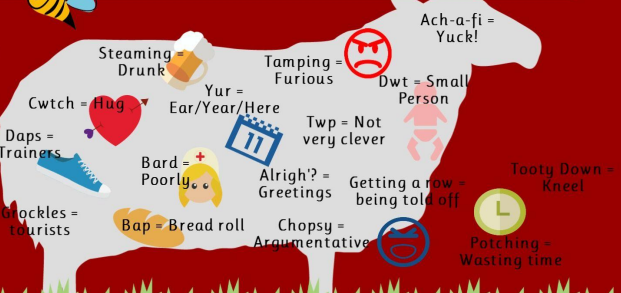 Ach-a-fi =
Yuck!
Steaming =
Drunk
Tamping =
Furious
Dwt = Small
Person
Yur =
Ear/Year/Here
Cwtch = Hug
Twp = Not
very clever
11
Daps =
Trainers
Bard =
Poorly
Alrigh'? =
Greetings
Getting a row =
being told off
Tooty Down =
Kneel
Grockles =
tourists
Bap = Bread roll
Chopsy =
Argumentative
Potching =
Wasting time